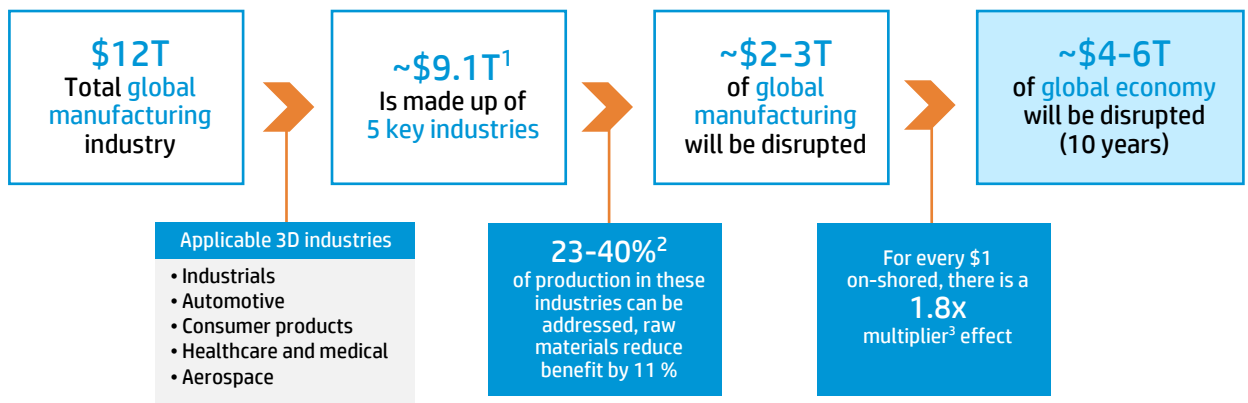 $12T
Total global
manufacturing
industry
~$9.1T¹
Is made up of
5 key industries
~$2-3T
of global
manufacturing
will be disrupted
~$4-6T
of global economy
will be disrupted
(10 years)
Applicable 3D industries
• Industrials
• Automotive
• Consumer products
• Healthcare and medical
• Aerospace
23-40%²
of production in these
industries can be
addressed, raw
materials reduce
benefit by 11 %
For every $1
on-shored, there is a
1.8x
multiplier³ effect